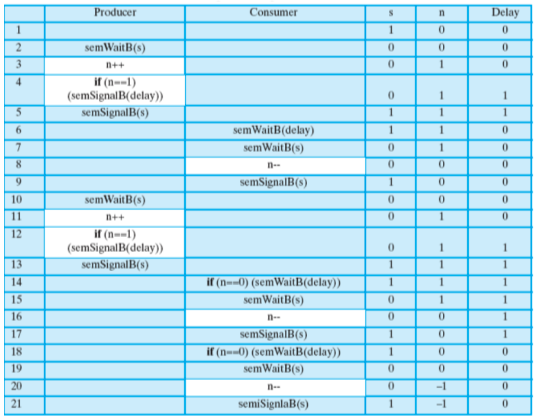 Producer Consumer s n Delay
1 1 0 0
2 semWaitB(s) 0 0 0
3 n++ 0 1 0
4 if (n==1)
(semSignalB(delay)) 0 1 1
5 semSignalB(s) 1 1 1
6 semWaitB(delay) 1 1 0
7 semWaitB(s) 0 1 0
8 n-- 0 0 0
9 semSignalB(s) 1 0 0
10 semWaitB(s) 0 0 0
11 n++ 0 1 0
12 if (n==1)
(semSignalB(delay)) 0 1 1
13 semSignalB(s) 1 1 1
14 if (n==0) (semWaitB(delay)) 1 1 1
15 semWaitB(s) 0 1 1
16 n-- 0 0 1
17 semSignalB(s) 1 0 1
18 if (n==0) (semWaitB(delay)) 1 0 0
19 semWaitB(s) 0 0 0
20 n-- 0 –1 0
21 semiSignlaB(s) 1 –1 0